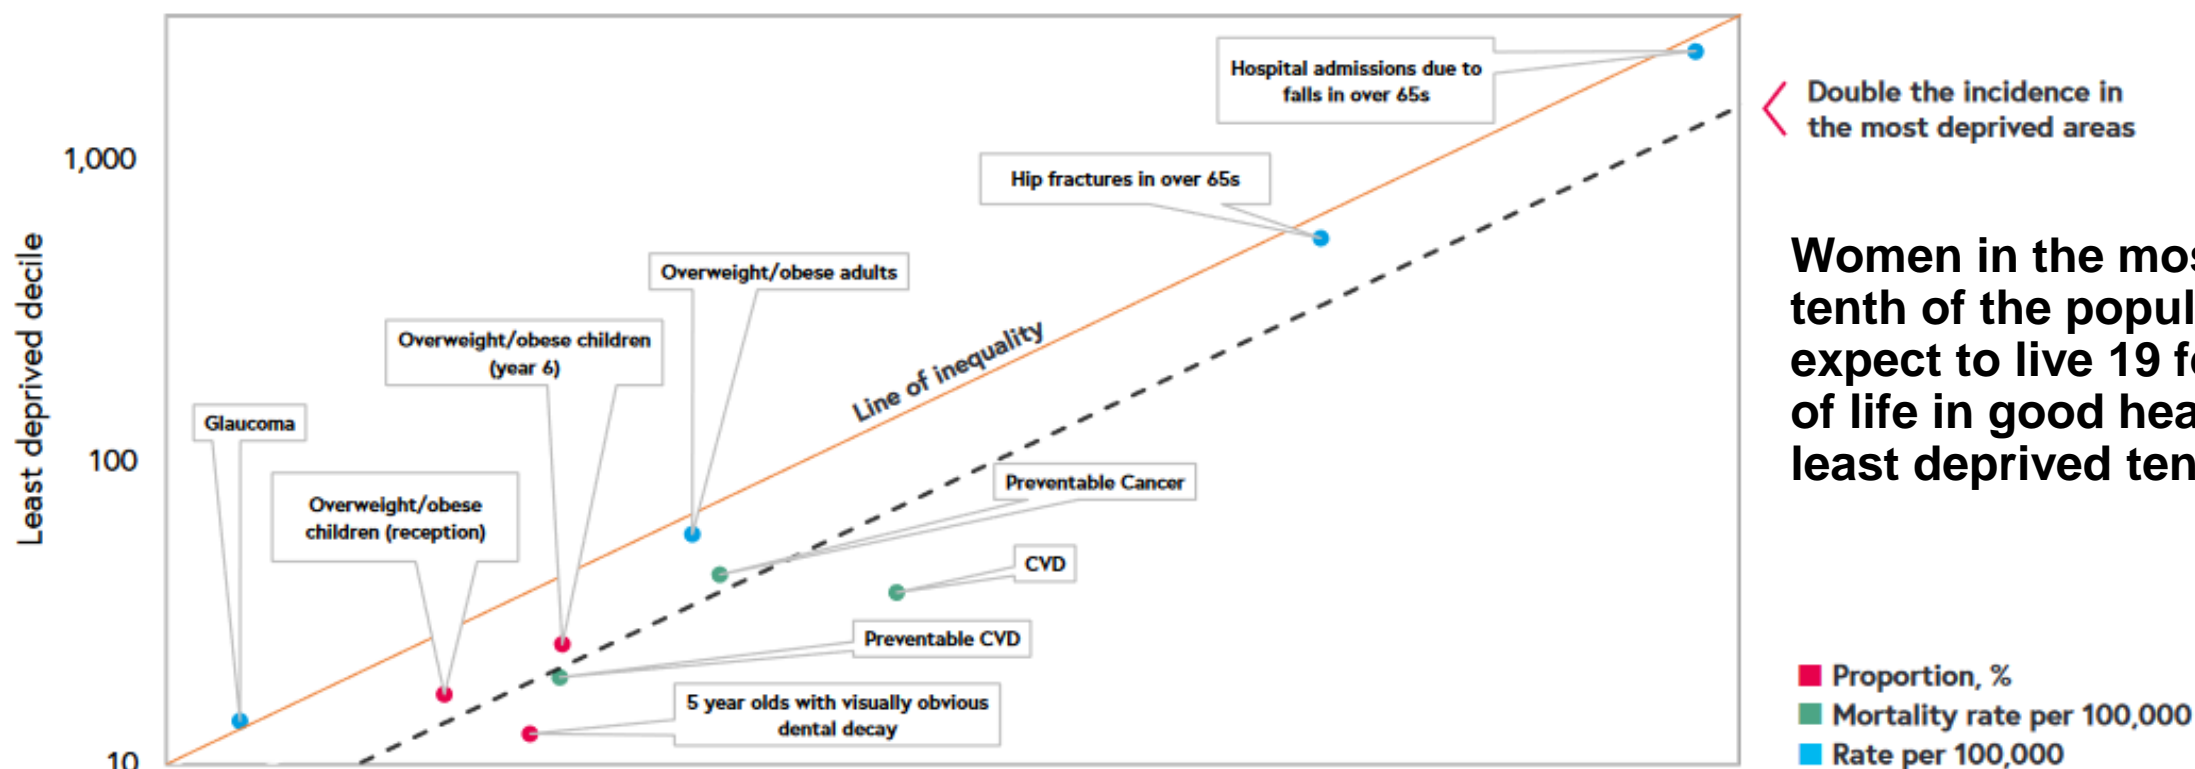 Hospital admissions due to
falls in over 65s
Double the incidence in
the most deprived areas
1,000
Hip fractures in over 65s
Overweight/obese adults
Overweight/obese children
(year 6)
Line of inequality
Glaucoma
100
Preventable Cancer
Overweight/obese
children (reception)
CVD
Preventable CVD
5 year olds with visually obvious
dental decay
10
Least deprived decile
Women in the
tenth of the
expect to live 19
of life in good
least deprived
Proportion, %
Mortality rate per 100,000
Rate per 100,000